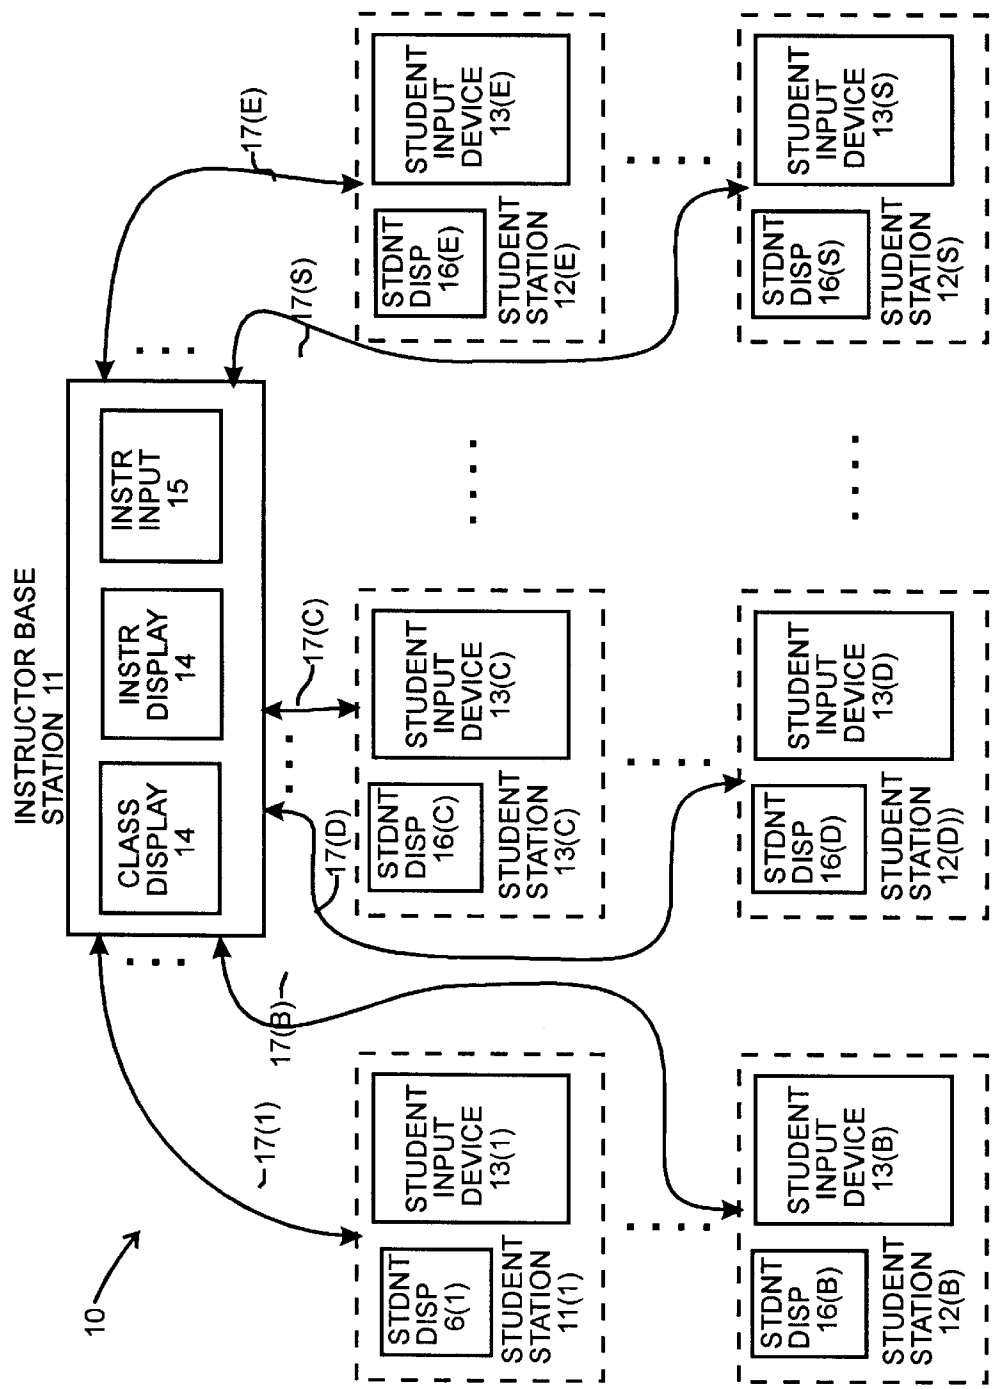 10
INSTRUCTOR BASE
STATION 11
CLASS
DISPLAY
14
INSTR
DISPLAY
14
INSTR
INPUT
15
17(1)
17(B)
17(D)
17(C)
17(S)
17(E)
STDNT
DISP
6(1)
STUDENT
INPUT
DEVICE
13(1)
STUDENT
STATION
11(1)
STDNT
DISP
16(C)
STUDENT
INPUT
DEVICE
13(C)
STUDENT
STATION
13(C)
STDNT
DISP
16(E)
STUDENT
INPUT
DEVICE
13(E)
STUDENT
STATION
12(E)
STDNT
DISP
16(B)
STUDENT
INPUT
DEVICE
13(B)
STUDENT
STATION
12(B)
STDNT
DISP
16(D)
STUDENT
INPUT
DEVICE
13(D)
STUDENT
STATION
12(D))
STDNT
DISP
16(S)
STUDENT
INPUT
DEVICE
13(S)
STUDENT
STATION
12(S)